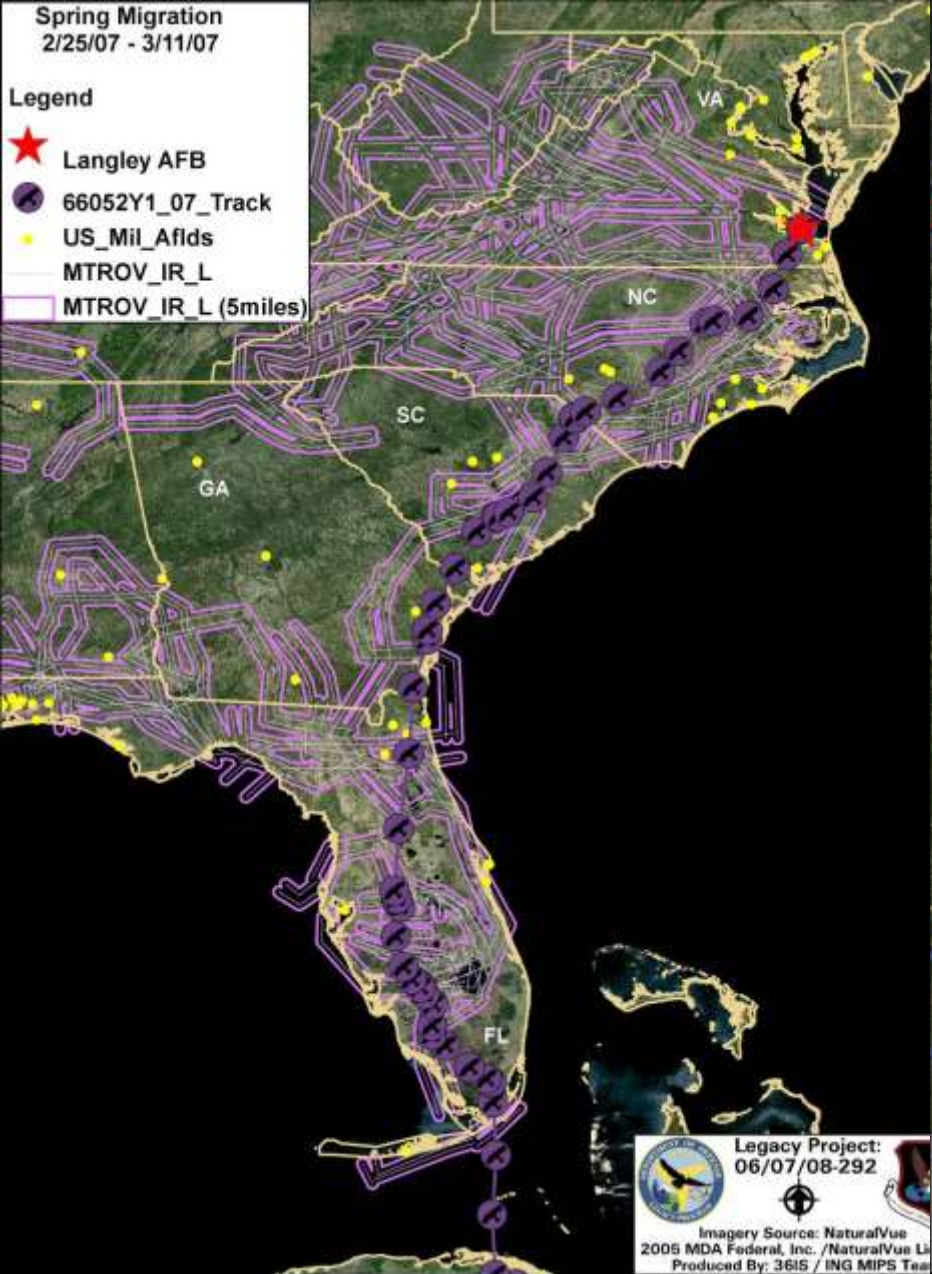 Spring Migration
2/25/07 - 3/11/07
Legend
Langley AFB
66052Y1_07_Track
US_Mil_Aflds
MTROV_IR_L
MTROV_IR_L (5miles)
VA
NC
SC
GA
FL
Legacy Project:
06/07/08-292
Imagery Source: NaturalVue
2005 MDA Federal, Inc. /NaturalVue Li
Produced By: 36IS / ING MIPS Tea